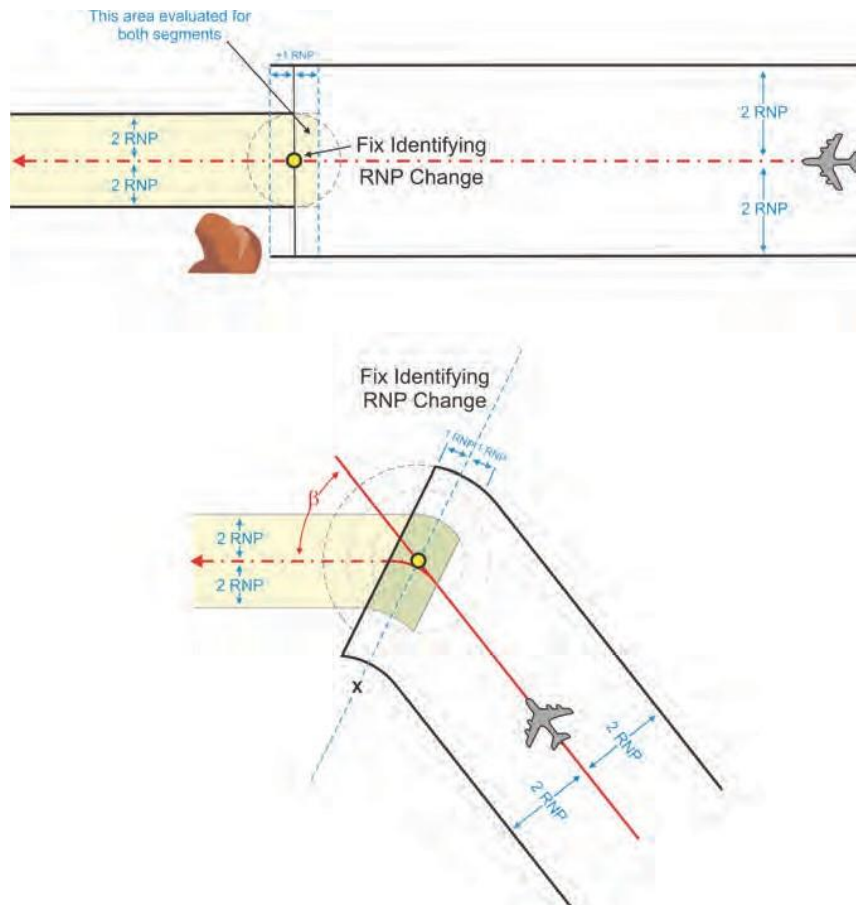 This area evaluated for
both segments
±1 RNP
2 RNP
2 RNP
Fix Identifying
RNP Change
2 RNP
2 RNP
Fix Identifying
RNP Change
1 RNP
1 RNP
β
2 RNP
2 RNP
x
2 RNP
2 RNP